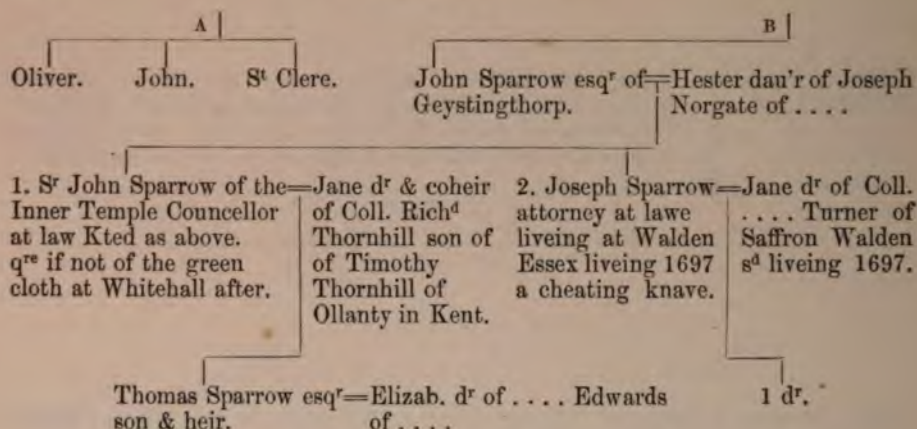 A B
Oliver. John. Sᵗ Clere.
John Sparrow esqʳ of=Hester dau'r of Joseph
Geystingthorp. Norgate of . . . .
1. Sʳ John Sparrow of the=Jane dʳ & coheir
Inner Temple Councellor of Coll. Richᵈ
at law Kted as above. Thornhill son of
qʳᵉ if not of the green of Timothy
cloth at Whitehall after. Thornhill of
Ollanty in Kent.
2. Joseph Sparrow=Jane dʳ of Coll.
attorney at lawe . . . . Turner of
liveing at Walden Saffron Walden
Essex liveing 1697 sᵈ liveing 1697.
a cheating knave.
Thomas Sparrow esqʳ=Elizab. dʳ of . . . . Edwards
son & heir. of . . . .
1 dʳ.